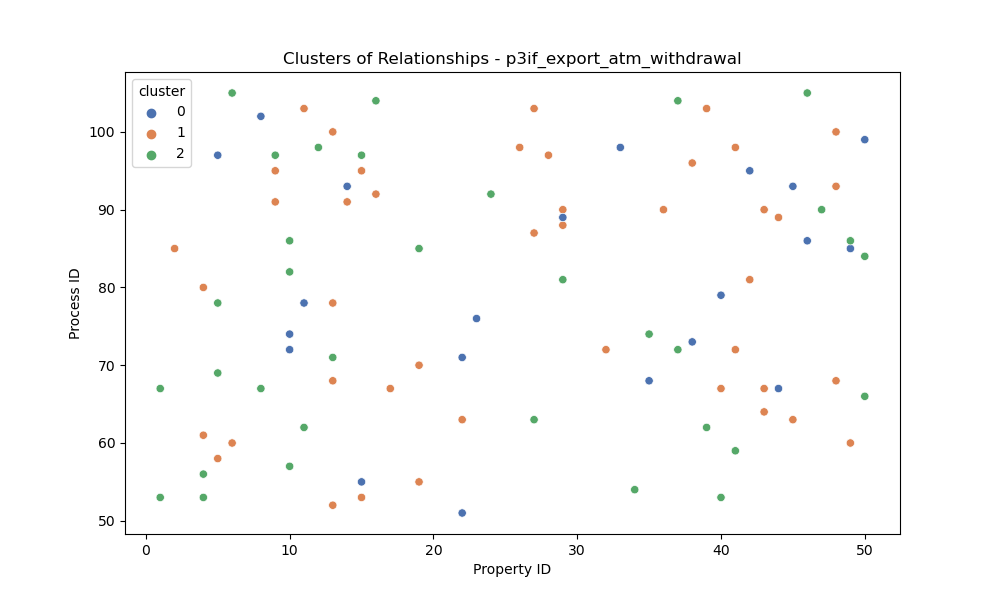 Clusters of Relationships - p3if_export_atm_withdrawal
cluster
0
1
2
100
90
80
70
60
50
Process ID
0 10 20 30 40 50
Property ID